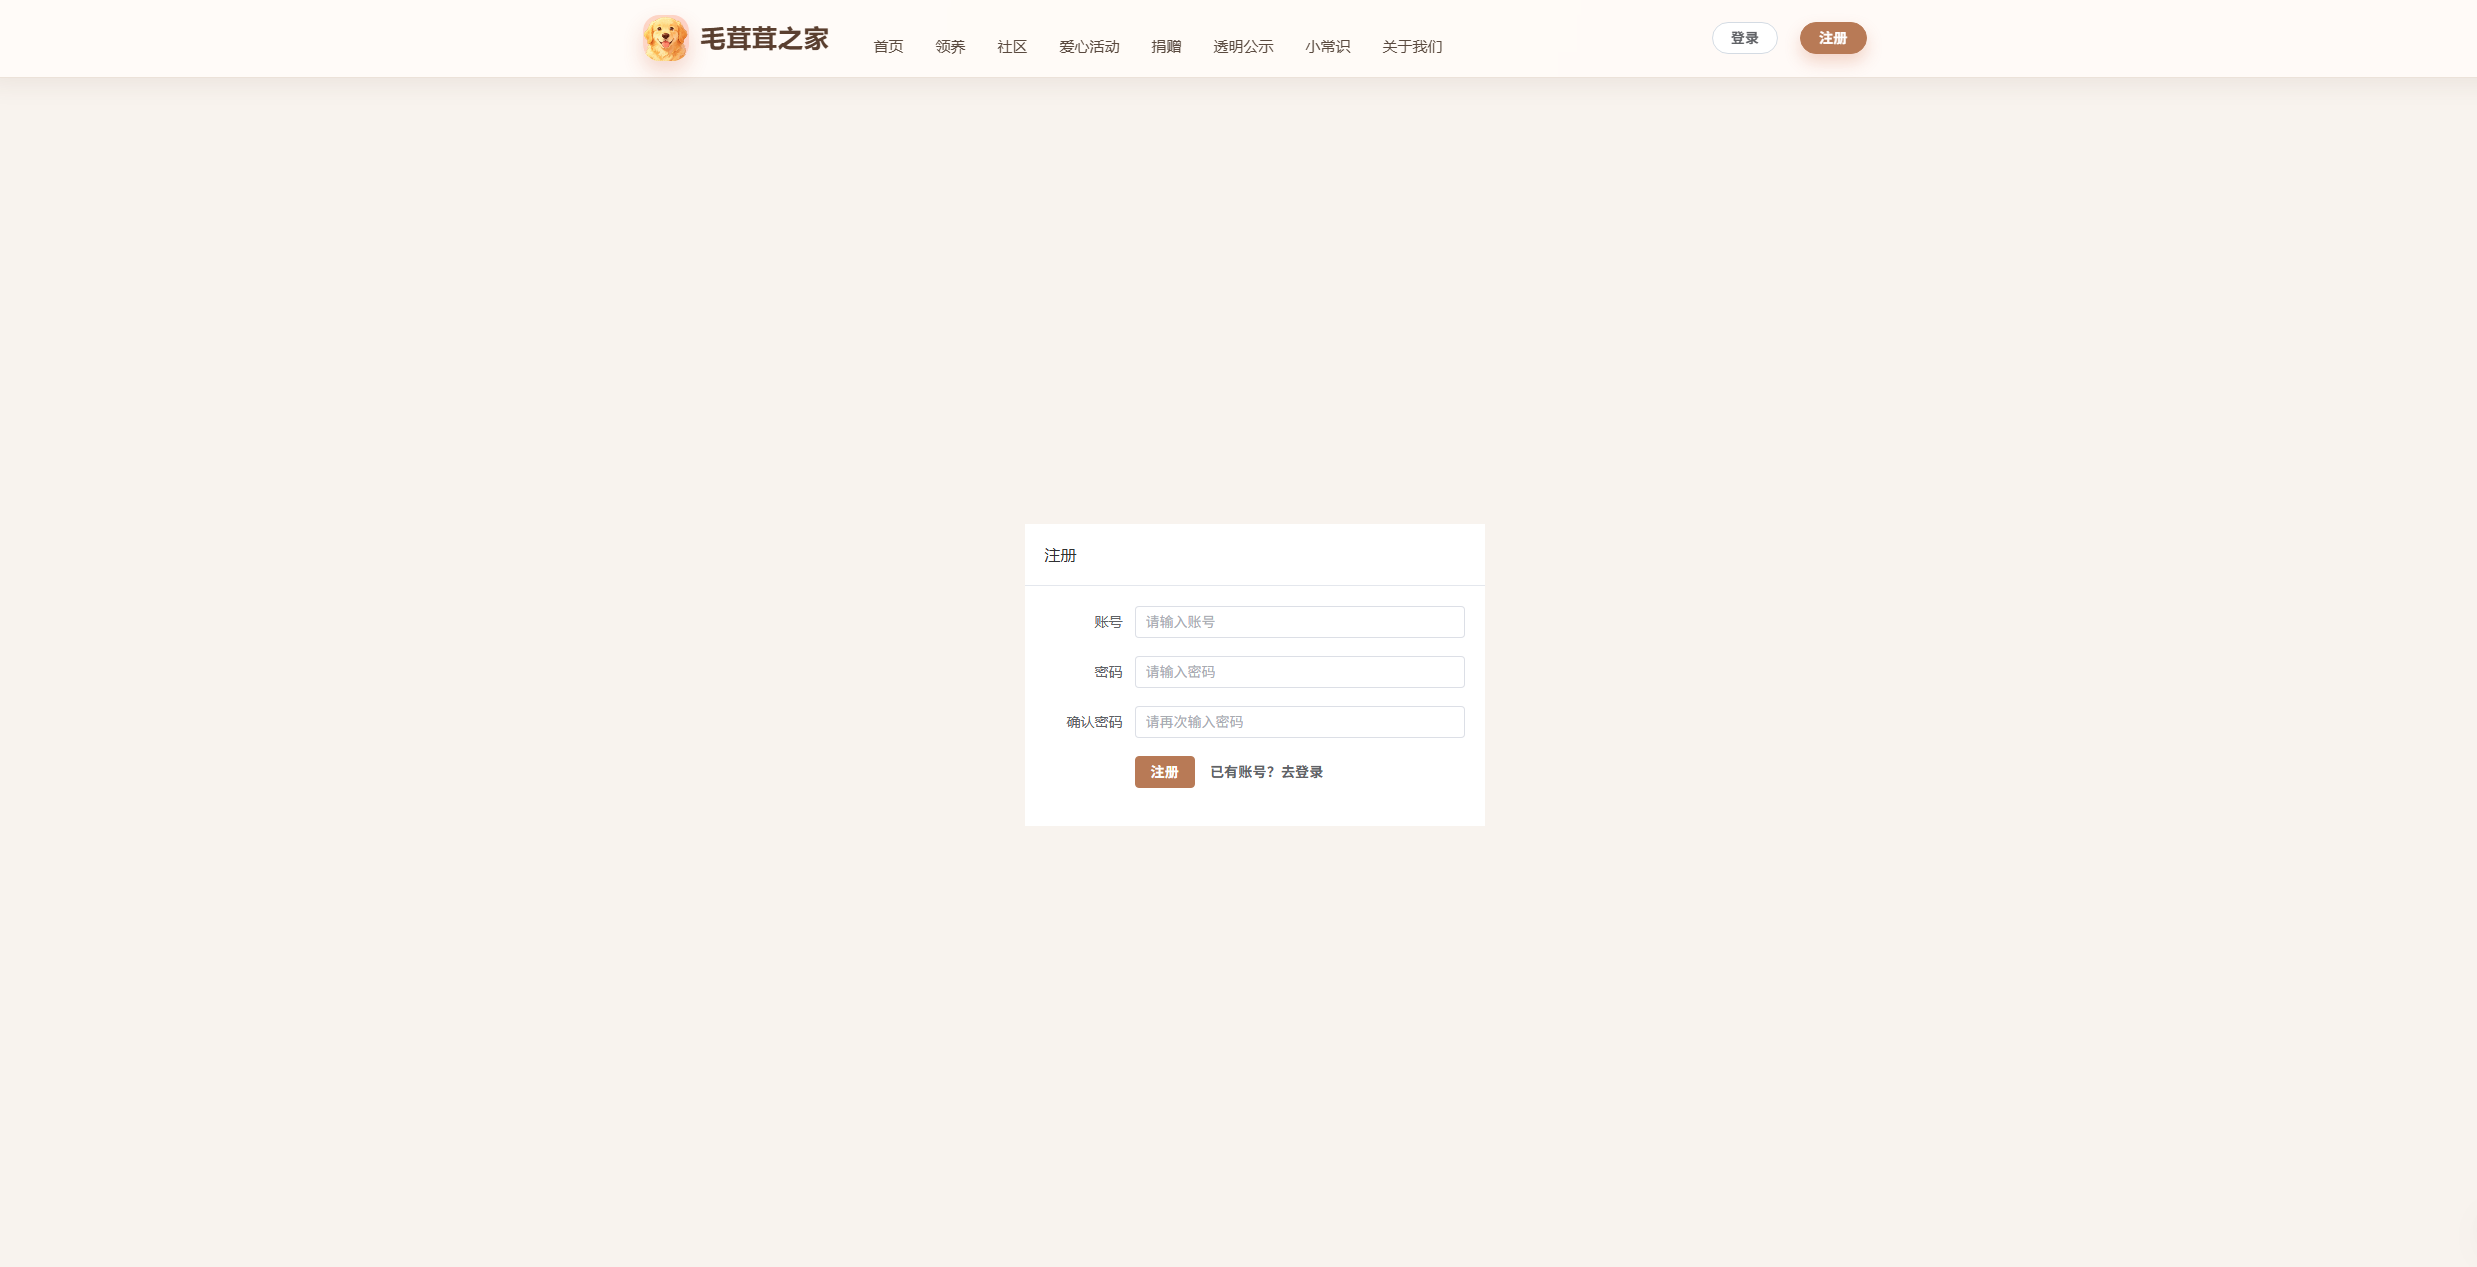 毛茸茸之家
首页 领养 社区 爱心活动 捐赠 透明公示 小常识 关于我们
登录 注册
注册
账号 请输入账号
密码 请输入密码
确认密码 请再次输入密码
注册 已有账号？去登录